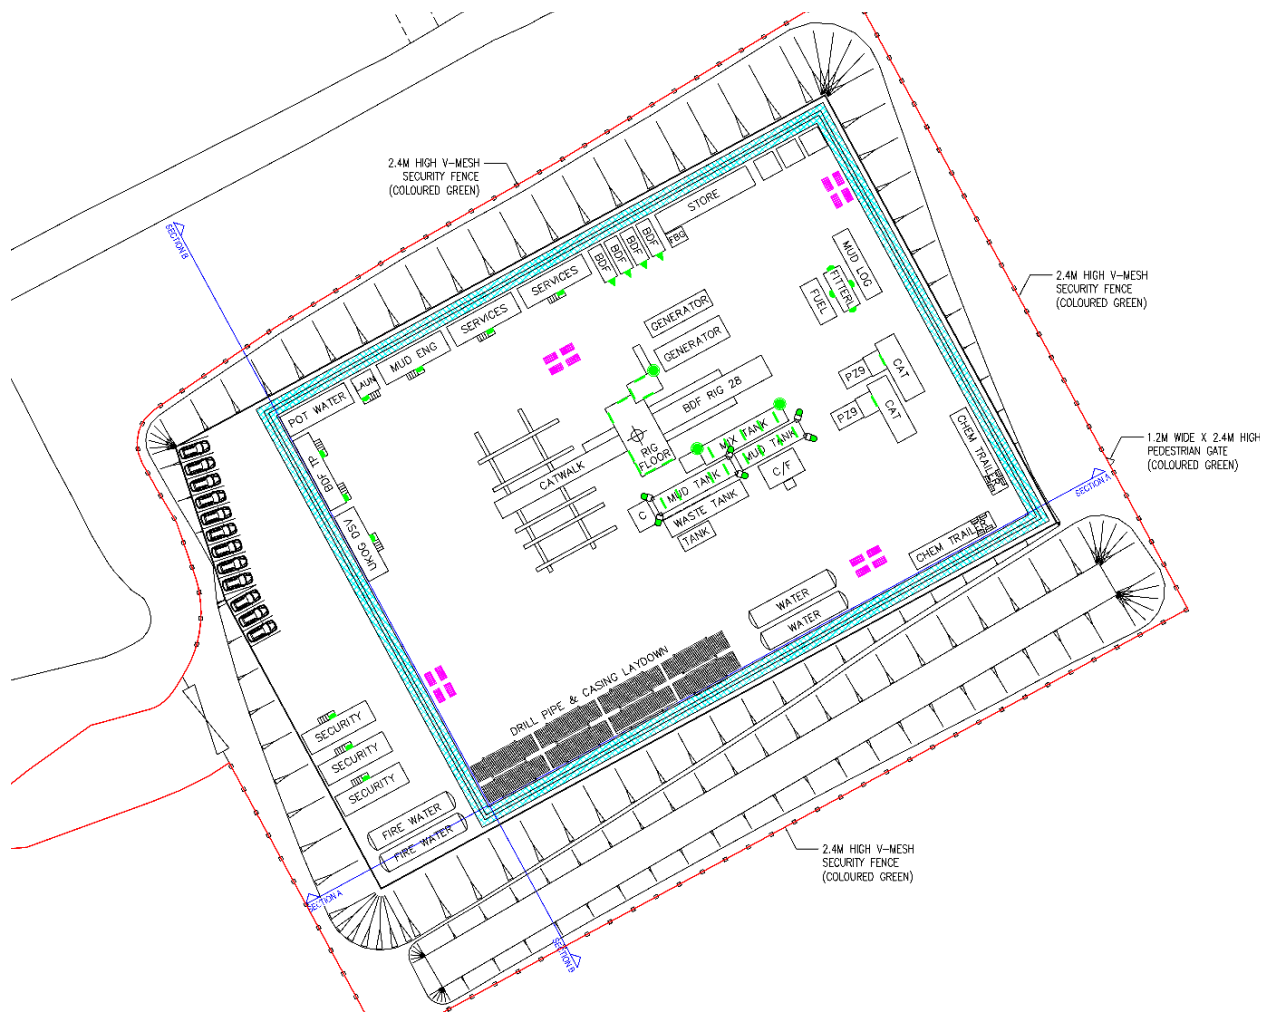 2.4M HIGH V-MESH
SECURITY FENCE
(COLOURED GREEN)
SECTION B
STORE
FBG
BDF
BDF
BDF
BDF
SERVICES
SERVICES
MUD ENG
LAUN
POT WATER
MUD LOG
FITTERL
FUEL
2.4M HIGH V-MESH
SECURITY FENCE
(COLOURED GREEN)
GENERATOR
GENERATOR
BDF RIG 28
CAT
PZ9
CAT
PZ9
RIG
FLOOR
CATWALK
MIX TANK
MUD TANK
MUD TANK
C/F
C
WASTE TANK
TANK
BDF TP
UKOG DSV
CHEM TRAILER
1.2M WIDE X 2.4M HIGH
PEDESTRIAN GATE
(COLOURED GREEN)
SECTION A
CHEM TRAILER
WATER
WATER
DRILL PIPE & CASING LAYDOWN
SECURITY
SECURITY
SECURITY
FIRE WATER
FIRE WATER
SECTION A
SECTION B
2.4M HIGH V-MESH
SECURITY FENCE
(COLOURED GREEN)